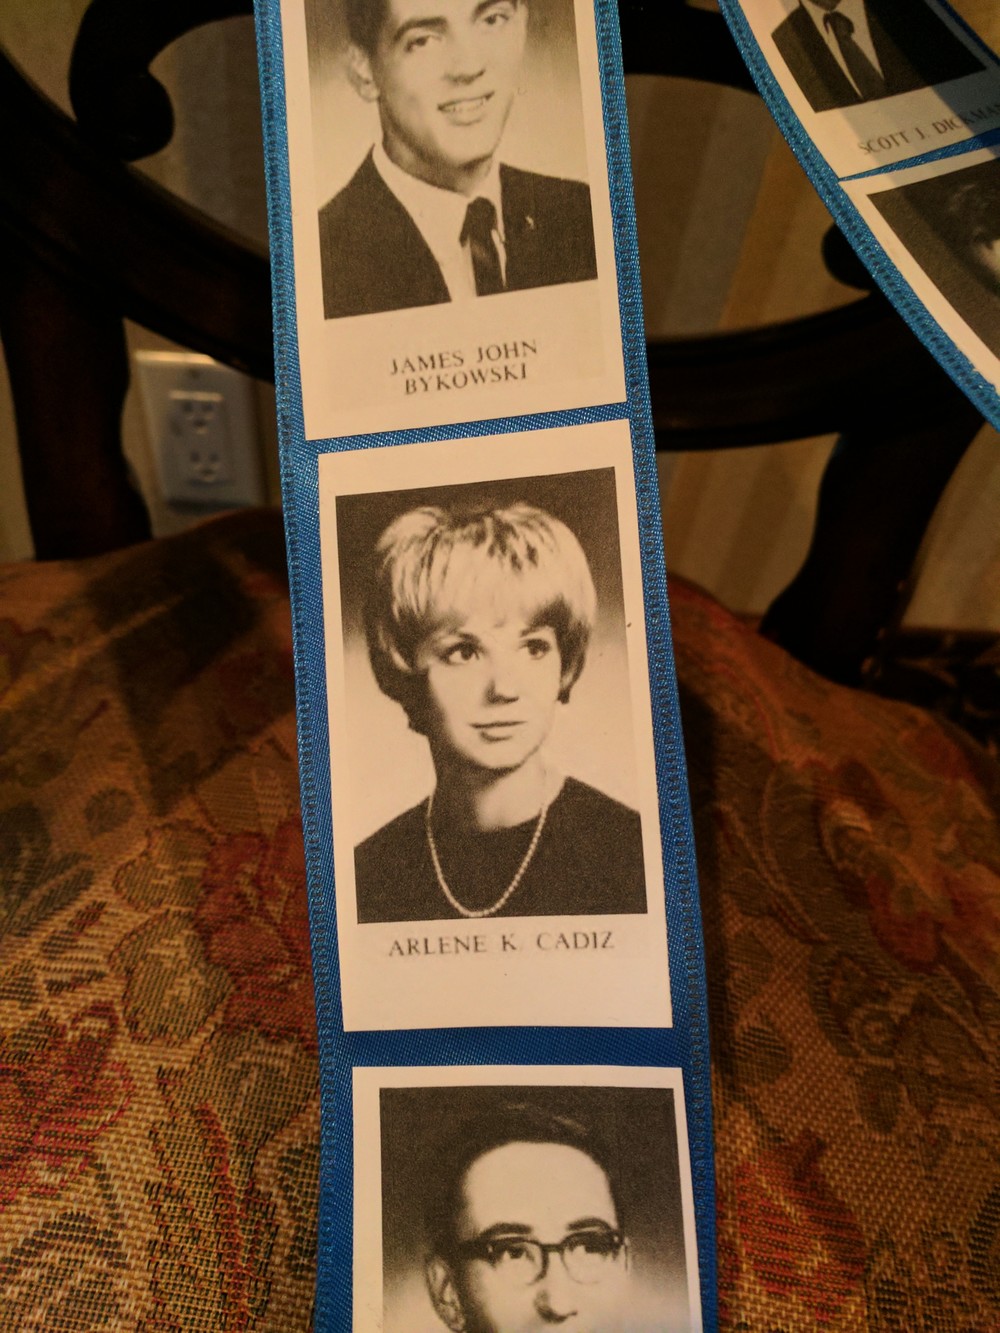 JAMES JOHN
BYKOWSKI
ARLENE K. CADIZ
SCOTT J.